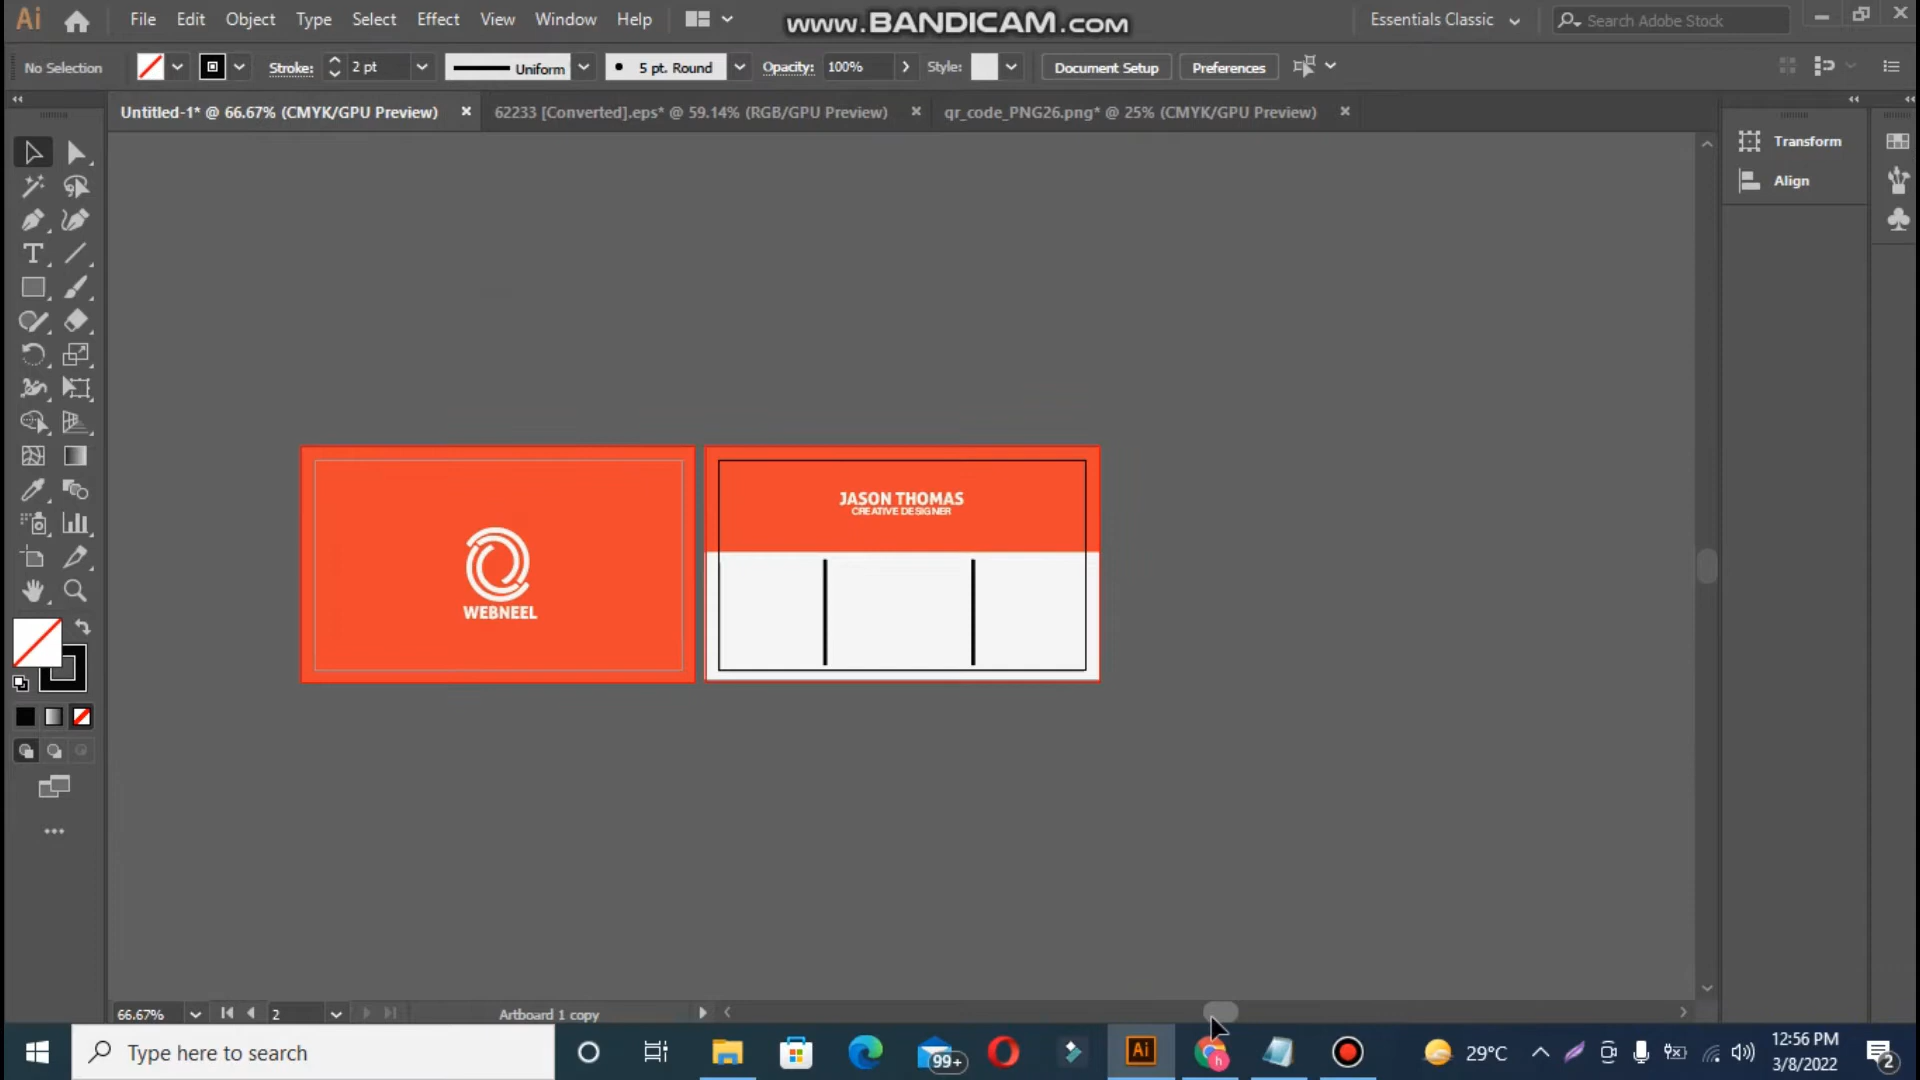 Ai File Edit Object Type Select Effect View Window Help
www.BANDICAM.com
Essentials Classic
Search Adobe Stock
No Selection
Stroke: 2 pt
Uniform
5 pt. Round
Opacity: 100%
Style:
Document Setup
Preferences
Untitled-1* @ 66.67% (CMYK/GPU Preview)
62233 [Converted].eps* @ 59.14% (RGB/GPU Preview)
qr_code_PNG26.png* @ 25% (CMYK/GPU Preview)
Transform
Align
T
JASON THOMAS
CREATIVE DESIGNER
WEBNEEL
66.67%
2
Artboard 1 copy
Type here to search
99+
Ai
h
29°C
12:56 PM
3/8/2022
2